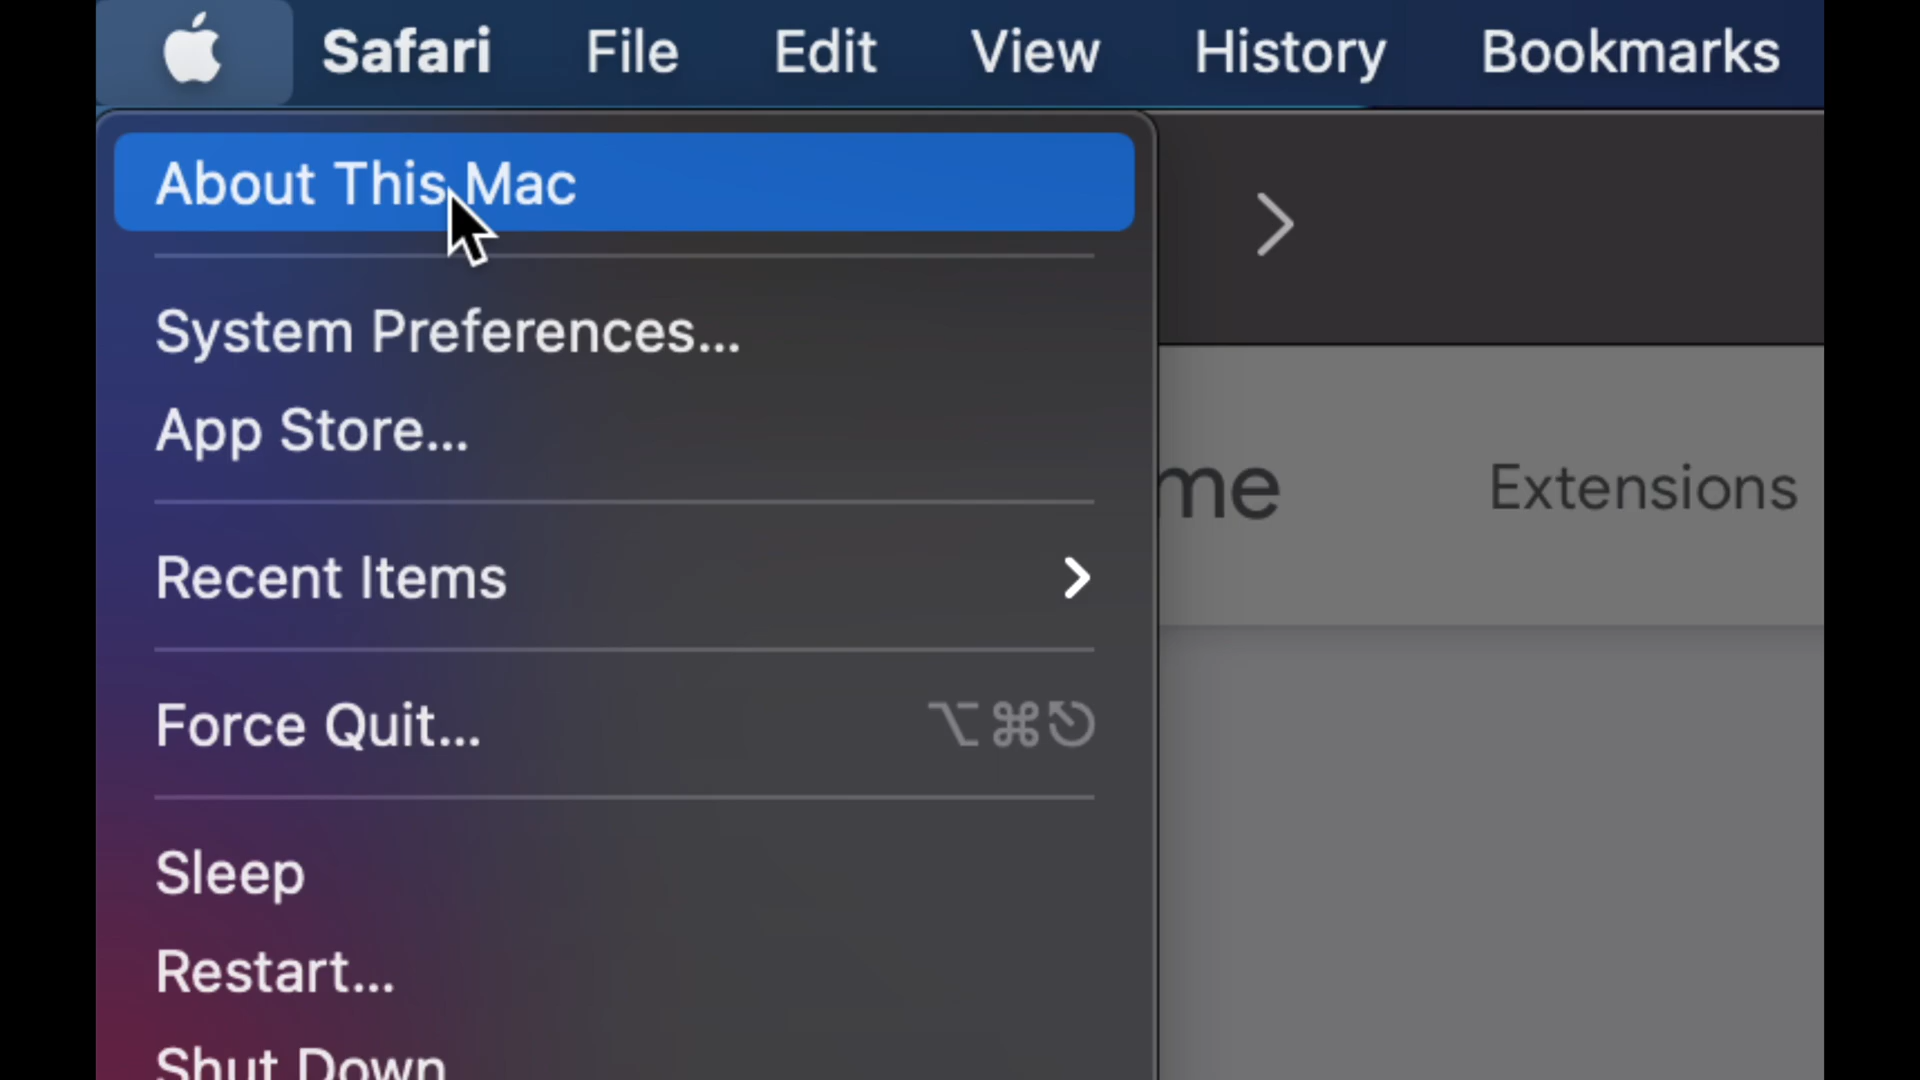 Safari File Edit View History Bookmarks
About This Mac
System Preferences...
App Store...
me Extensions
Recent Items
Force Quit... ⌥⌘⎋
Sleep
Restart...
Shut Down